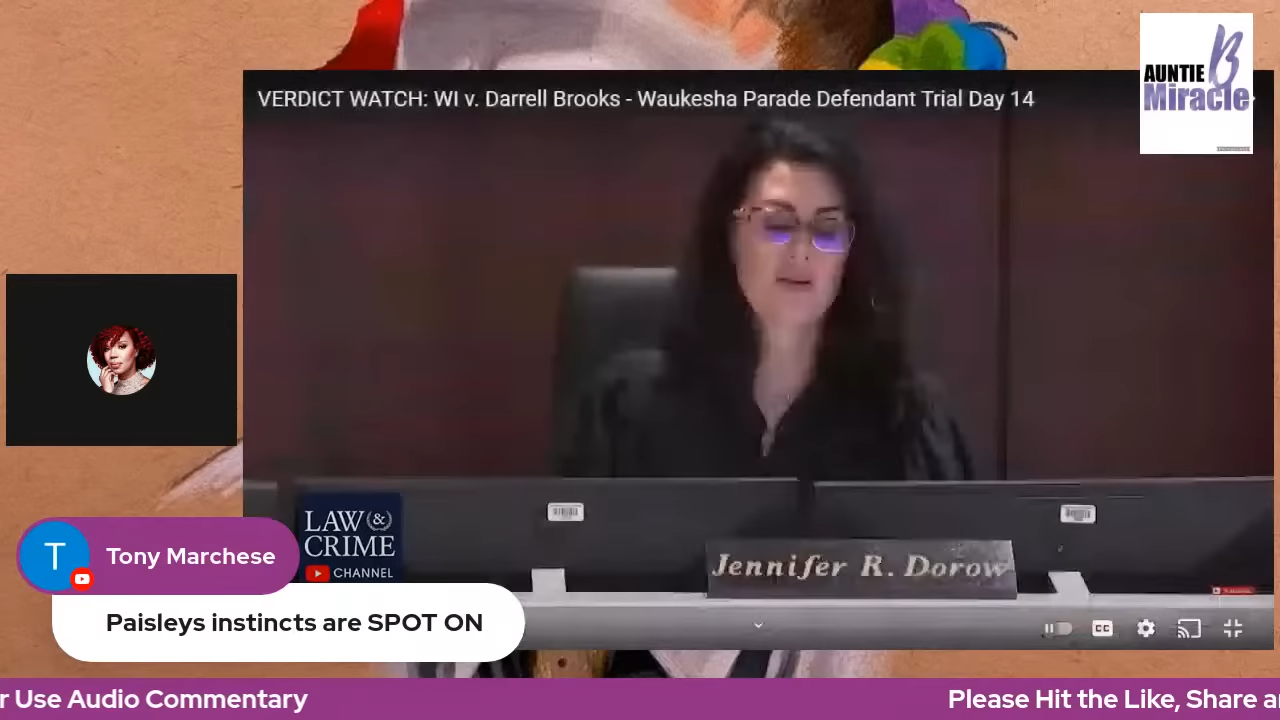 VERDICT WATCH: WI v. Darrell Brooks - Waukesha Parade Defendant Trial Day 14
AUNTIE B
Miracle
LAW &
CRIME
CHANNEL
Jennifer R. Dorow
T
Tony Marchese
Paisleys instincts are SPOT ON
CC
r Use Audio Commentary
Please Hit the Like, Share a